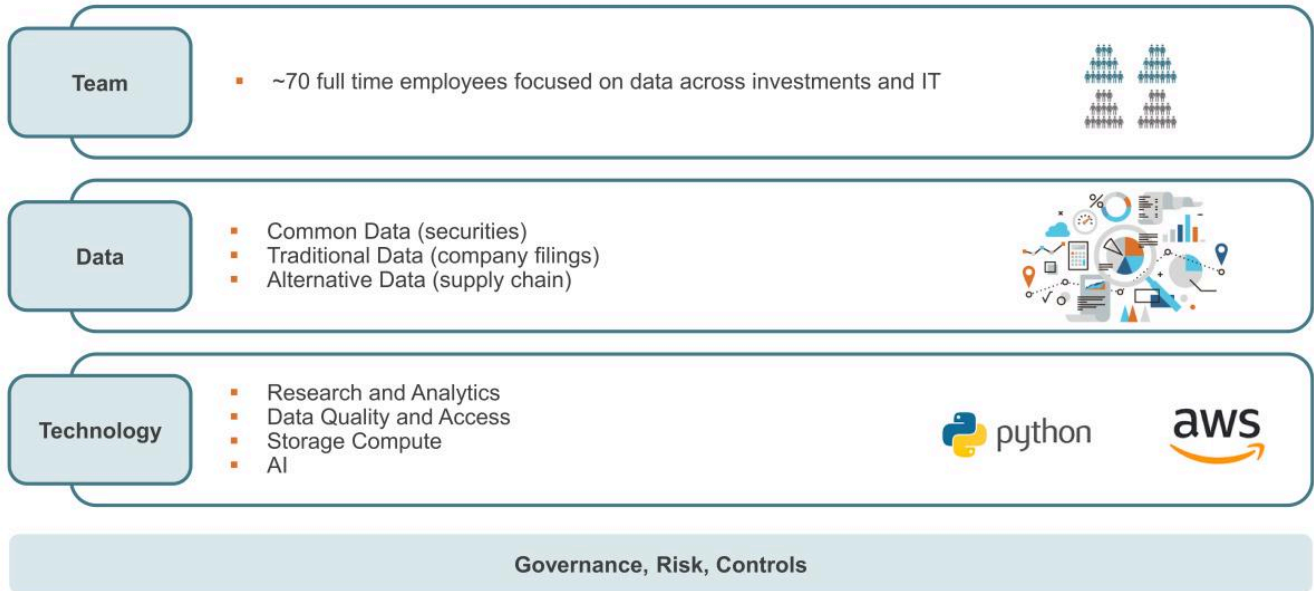 Team
~70 full time employees focused on data across investments and IT
Data
Common Data (securities)
Traditional Data (company filings)
Alternative Data (supply chain)
%
Technology
Research and Analytics
Data Quality and Access
Storage Compute
AI
python
aws
Governance, Risk, Controls